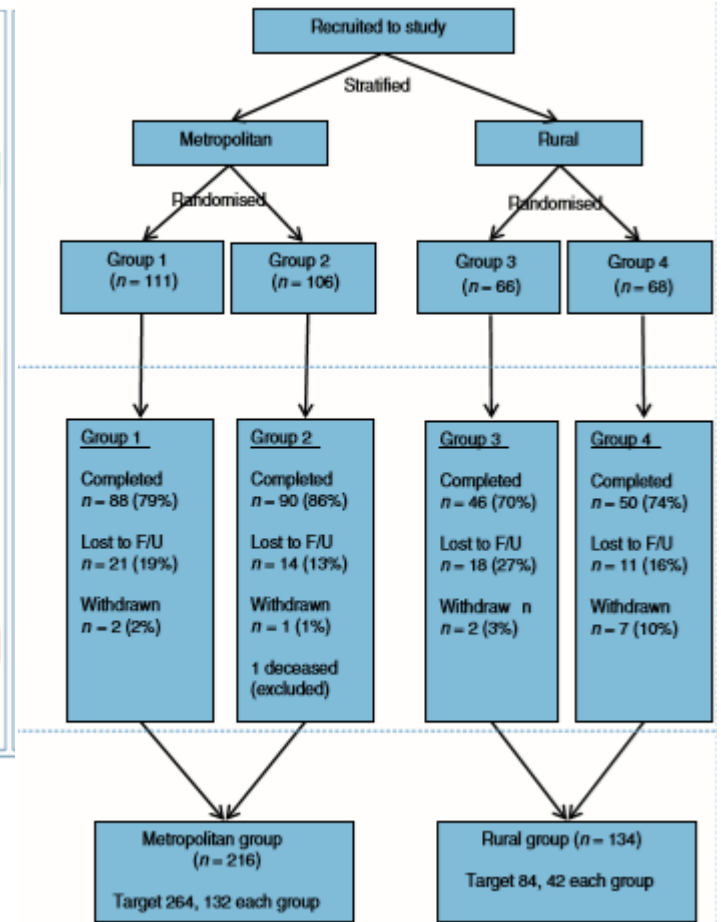 Recruited to study
Stratified
Metropolitan
Rural
Randomised
Randomised
Group 1
(n = 111)
Group 2
(n = 106)
Group 3
(n = 66)
Group 4
(n = 68)
Group 1
Completed
n = 88 (79%)
Lost to F/U
n = 21 (19%)
Withdrawn
n = 2 (2%)
Group 2
Completed
n = 90 (86%)
Lost to F/U
n = 14 (13%)
Withdrawn
n = 1 (1%)
1 deceased
(excluded)
Group 3
Completed
n = 46 (70%)
Lost to F/U
n = 18 (27%)
Withdraw n
n = 2 (3%)
Group 4
Completed
n = 50 (74%)
Lost to F/U
n = 11 (16%)
Withdrawn
n = 7 (10%)
Metropolitan group
(n = 216)
Target 264, 132 each group
Rural group (n = 134)
Target 84, 42 each group